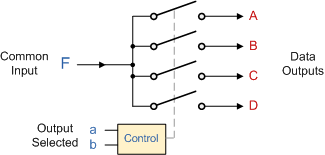 A
B
Common
Input
F
Data
Outputs
C
D
Output
Selected
a
b
Control